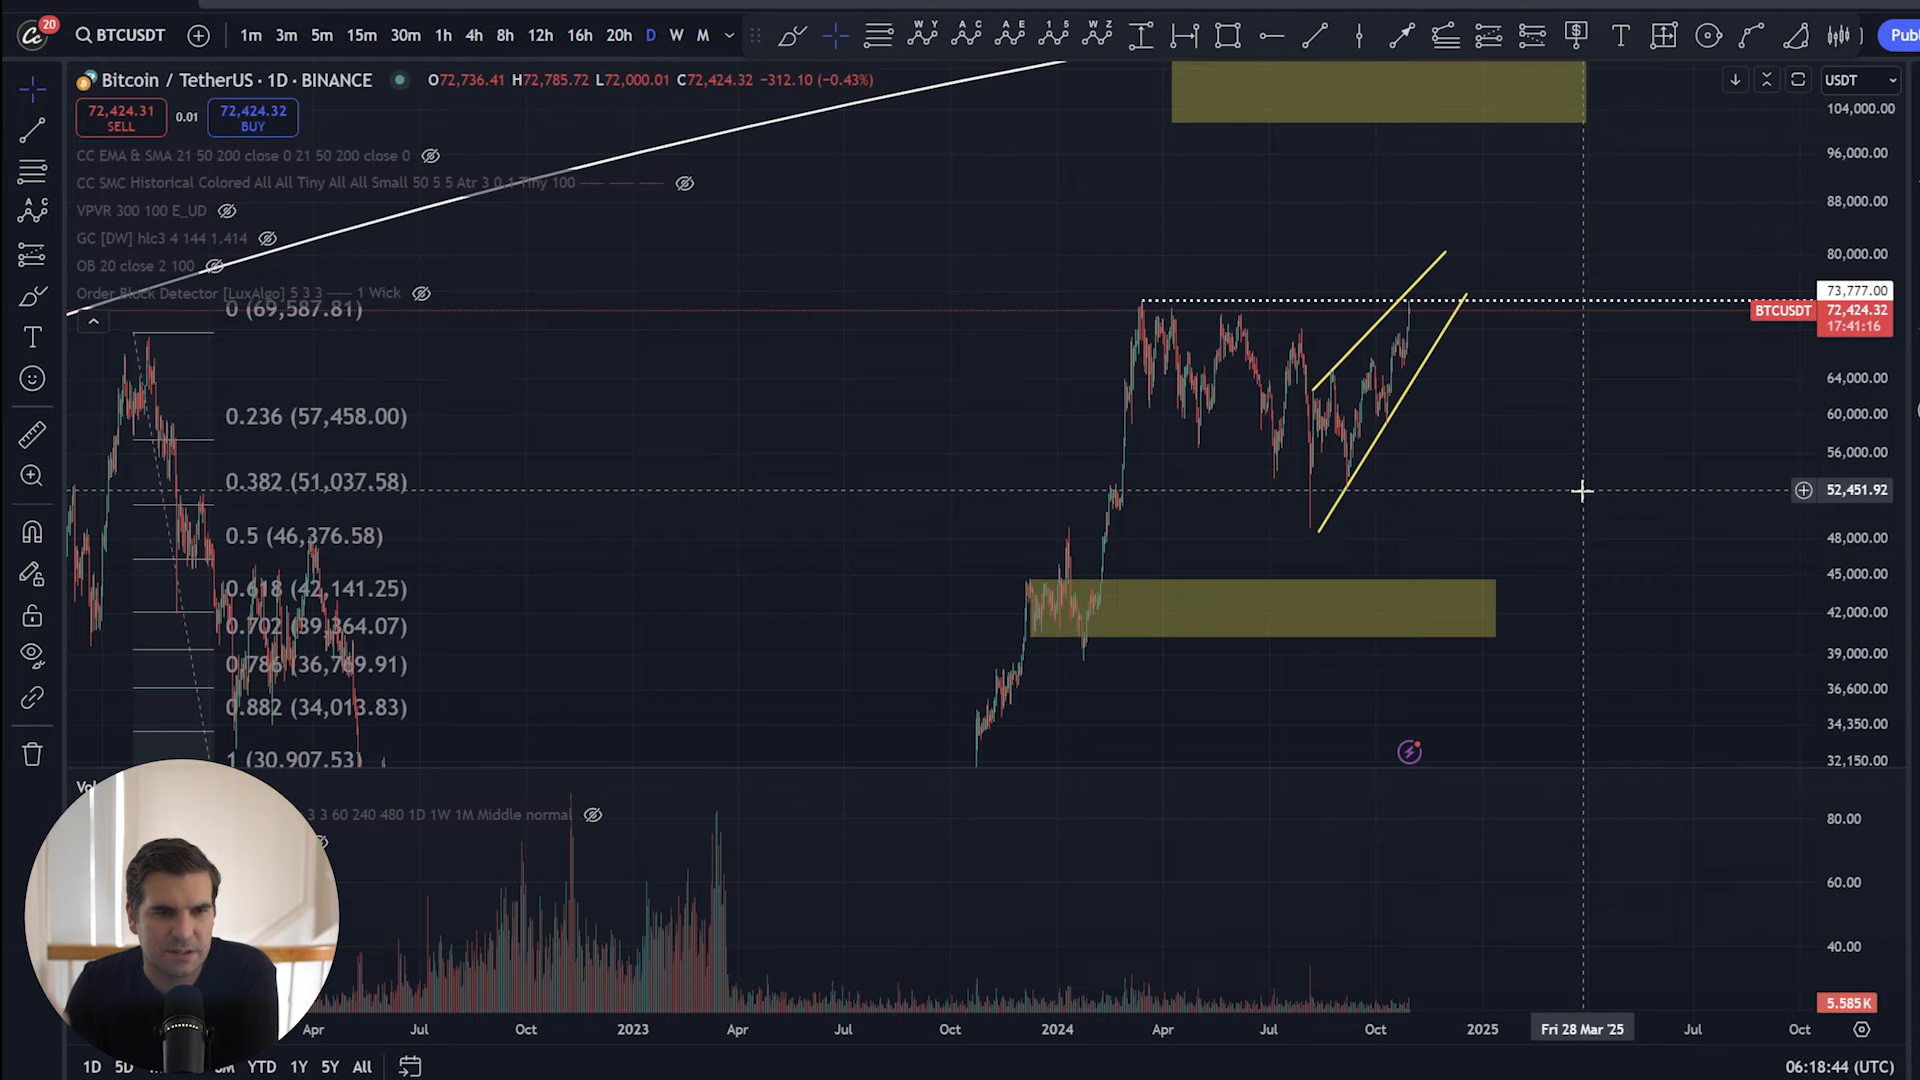 20
BTCUSDT
1m 3m 5m 15m 30m 1h 4h 8h 12h 16h 20h D W M
W Y A C A E 1 5 W Z
T
Publ
Bitcoin / TetherUS · 1D · BINANCE
O72,736.41 H72,785.72 L72,000.01 C72,424.32 −312.10 (−0.43%)
USDT
72,424.31
SELL
0.01
72,424.32
BUY
CC EMA & SMA 21 50 200 close 0 21 50 200 close 0
CC SMC Historical Colored All All Tiny All All Small 50 5 5 Atr 3 0.1 Tiny 100
VPVR 300 100 E_UD
GC [DW] hlc3 4 144 1.414
OB 20 close 2 100
Order Block Detector [LuxAlgo] 5 3 3 1 Wick
0 (69,587.81)
0.236 (57,458.00)
0.382 (51,037.58)
0.5 (46,376.58)
0.618 (42,141.25)
0.702 (39,364.07)
0.786 (36,769.91)
0.882 (34,013.83)
1 (30,907.53)
104,000.00
96,000.00
88,000.00
80,000.00
73,777.00
BTCUSDT
72,424.32
17:41:16
64,000.00
60,000.00
56,000.00
52,451.92
48,000.00
45,000.00
42,000.00
39,000.00
36,600.00
34,350.00
32,150.00
A C
T
3 3 60 240 480 1D 1W 1M Middle normal
80.00
60.00
40.00
5.585 K
Apr Jul Oct 2023 Apr Jul Oct 2024 Apr Jul Oct 2025 Fri 28 Mar '25 Jul Oct
1D 5D YTD 1Y 5Y All
06:18:44 (UTC)